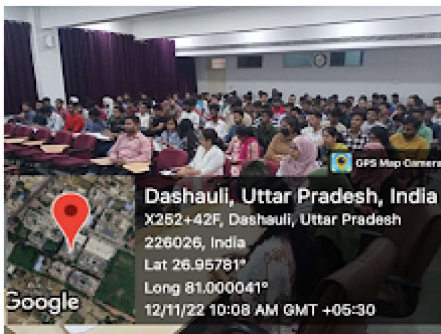 GPS Map Camera
Dashauli, Uttar Pradesh, India
X252+42F, Dashauli, Uttar Pradesh
226026, India
Lat 26.95781°
Long 81.000041°
12/11/22 10:08 AM GMT +05:30
Google